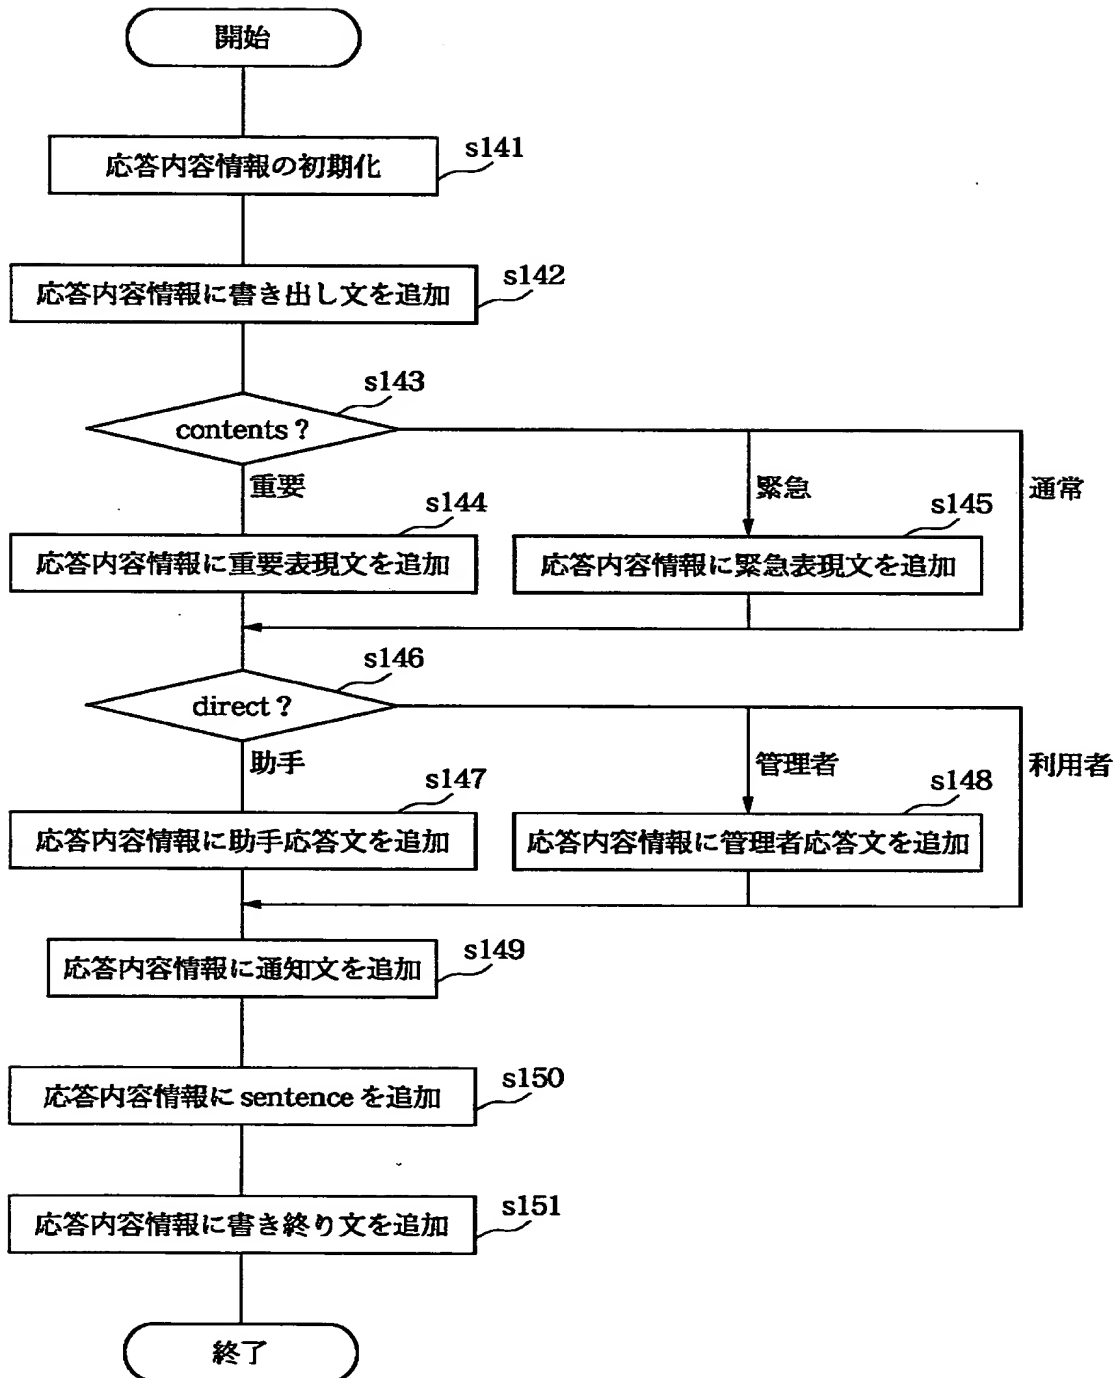 開始
s141
応答内容情報の初期化
s142
応答内容情報に書き出し文を追加
s143
contents?
重要
緊急
通常
s144
s145
応答内容情報に重要表現文を追加
応答内容情報に緊急表現文を追加
s146
direct?
助手
管理者
利用者
s147
s148
応答内容情報に助手応答文を追加
応答内容情報に管理者応答文を追加
s149
応答内容情報に通知文を追加
s150
応答内容情報に sentence を追加
s151
応答内容情報に書き終り文を追加
終了